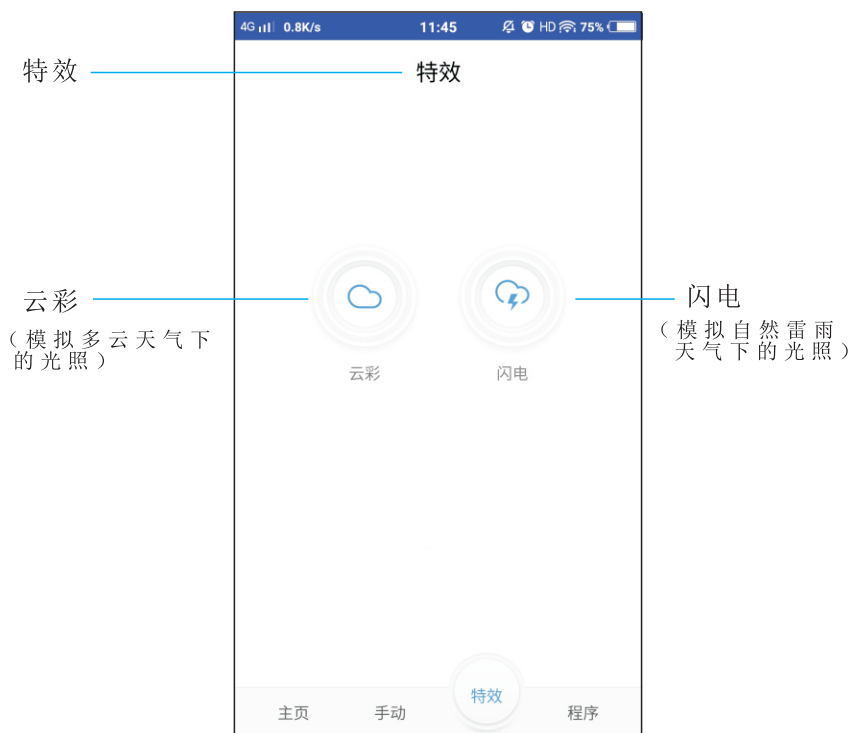 4G 0.8K/s 11:45 HD 75%
特效 特效
云彩
（模拟多云天气下
的光照）
闪电
（模拟自然雷雨
天气下的光照）
云彩 闪电
主页 手动 特效 程序